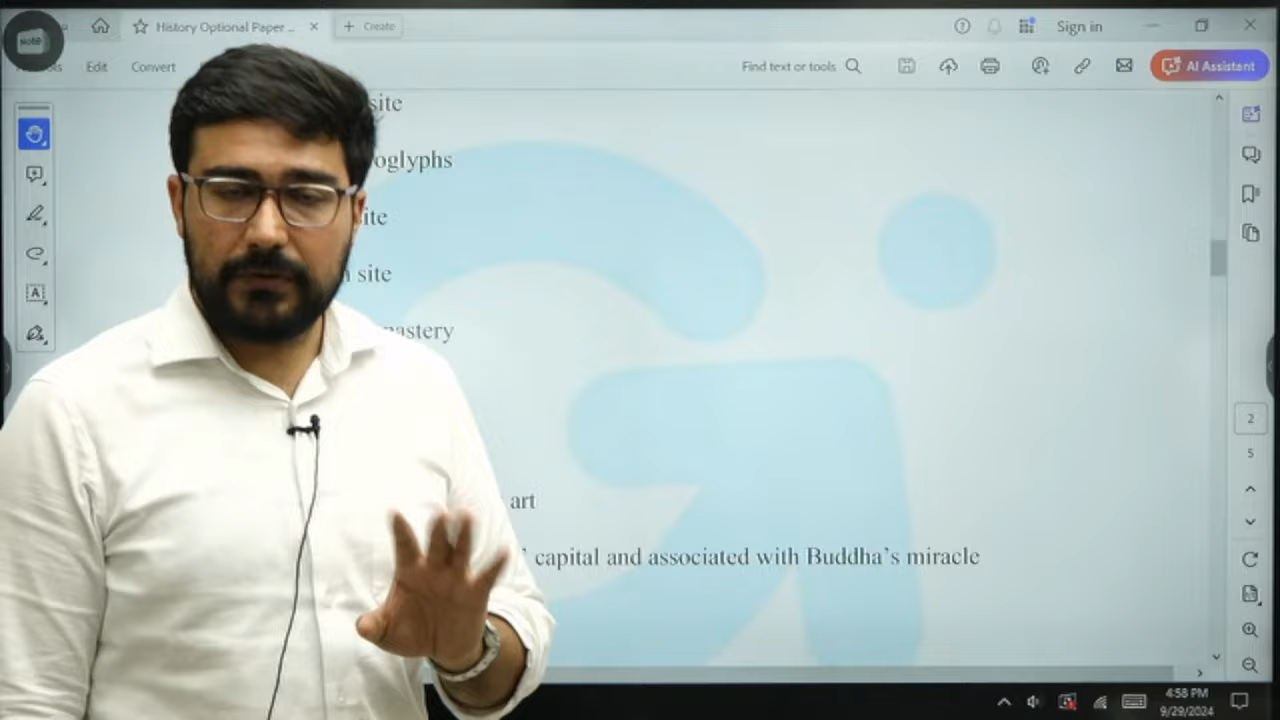 History Optional Paper ...
Create
Sign in
Edit
Convert
Find text or tools
AI Assistant
site
oglyphs
ite
site
nastery
2
5
art
' capital and associated with Buddha's miracle
4:58 PM
9/29/2024